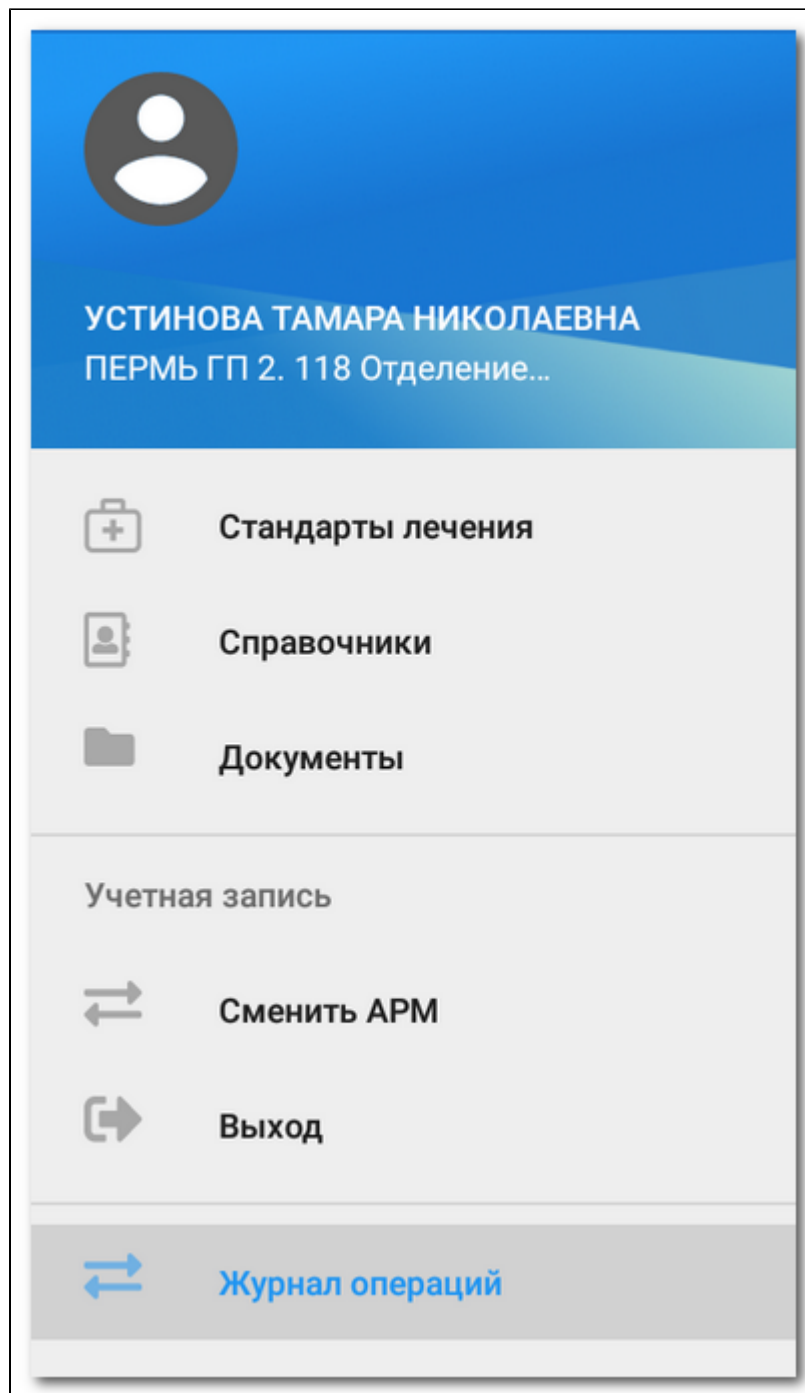 УСТИНОВА ТАМАРА НИКОЛАЕВНА
ПЕРМЬ ГП 2. 118 Отделение...
Стандарты лечения
Справочники
Документы
Учетная запись
Сменить АРМ
Выход
Журнал операций